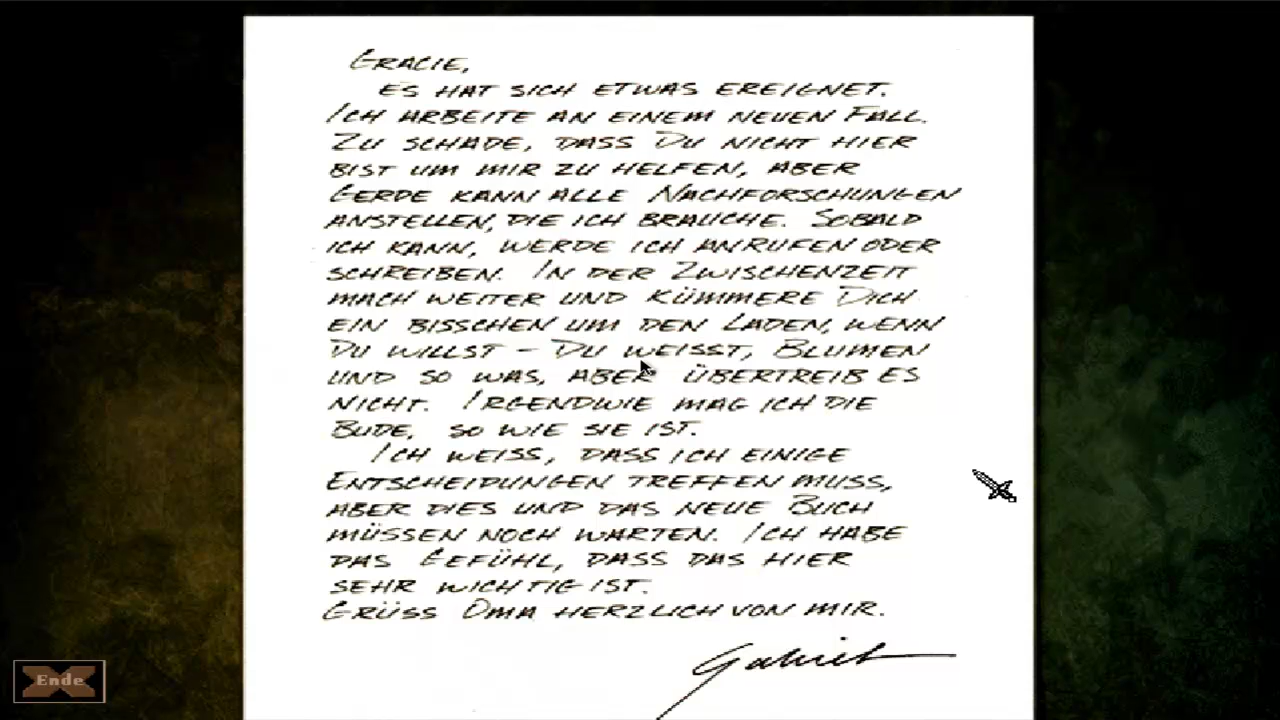 GRACIE,
ES HAT SICH ETWAS EREIGNET.
ICH ARBEITE AN EINEM NEUEN FALL.
ZU SCHADE, DASS DU NICHT HIER
BIST UM MIR ZU HELFEN, ABER
GERDE KANN ALLE NACHFORSCHUNGEN
ANSTELLEN, DIE ICH BRAUCHE. SOBALD
ICH KANN, WERDE ICH ANRUFEN ODER
SCHREIBEN. IN DER ZWISCHENZEIT
MACH WEITER UND KÜMMERE DICH
EIN BISSCHEN UM DEN LADEN, WENN
DU WILLST - DU WEISST, BLUMEN
UND SO WAS, ABER ÜBERTREIB ES
NICHT. IRGENDWIE MAG ICH DIE
BUDE, SO WIE SIE IST.
ICH WEISS, DASS ICH EINIGE
ENTSCHEIDUNGEN TREFFEN MUSS,
ABER DIES UND DAS NEUE BUCH
MÜSSEN NOCH WARTEN. ICH HABE
DAS GEFÜHL, DASS DAS HIER
SEHR WICHTIG IST.
GRÜSS OMA HERZLICH VON MIR.
Gabriel
Ende